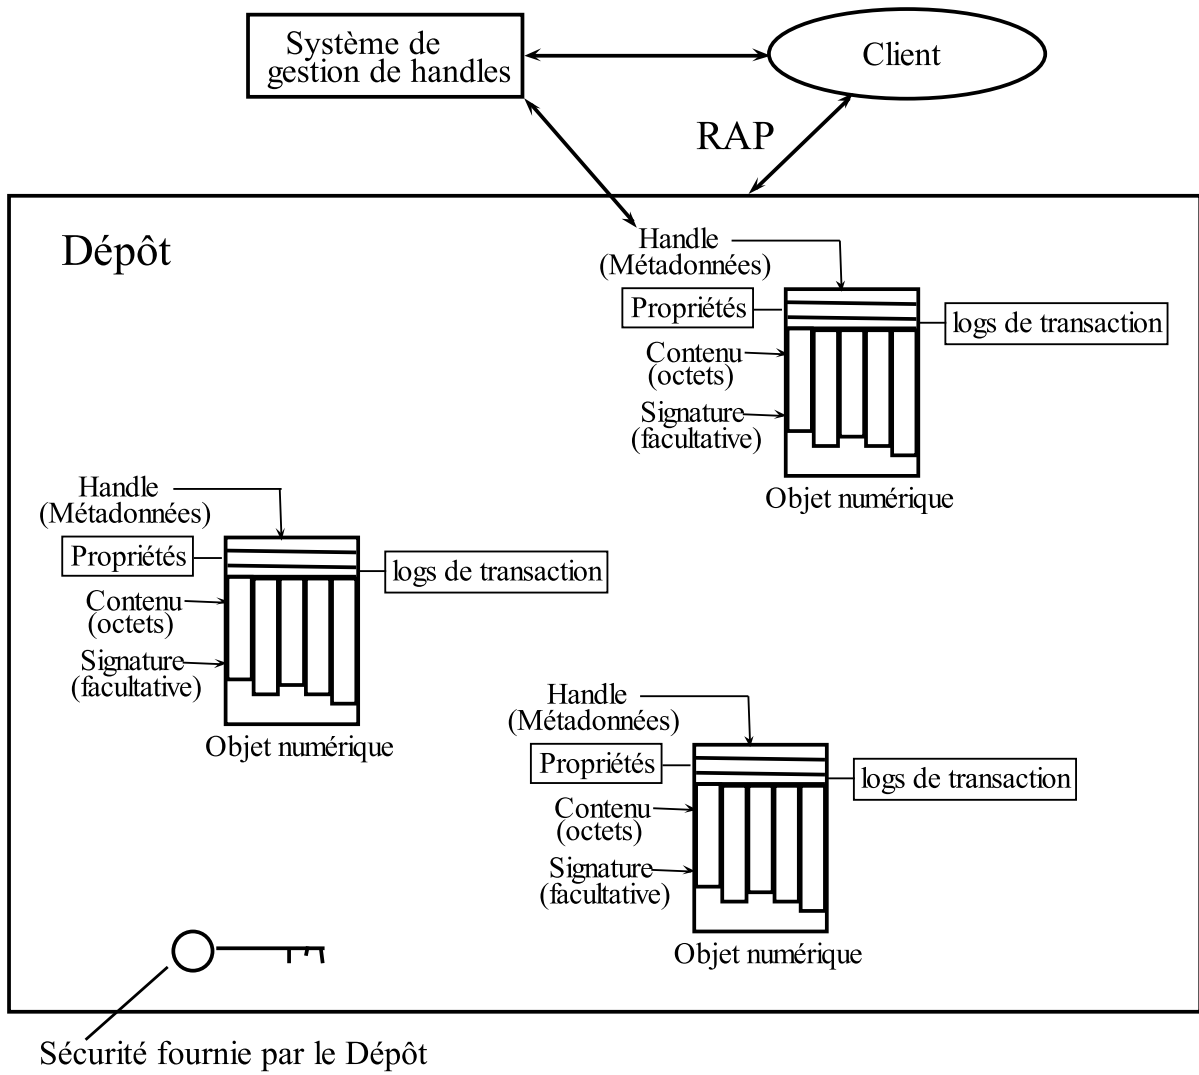 Système de
gestion de handles
Client
RAP
Dépôt
Handle
(Métadonnées)
Propriétés
logs de transaction
Contenu
(octets)
Signature
(facultative)
Objet numérique
Handle
(Métadonnées)
Propriétés
logs de transaction
Contenu
(octets)
Signature
(facultative)
Objet numérique
Handle
(Métadonnées)
Propriétés
logs de transaction
Contenu
(octets)
Signature
(facultative)
Objet numérique
Sécurité fournie par le Dépôt